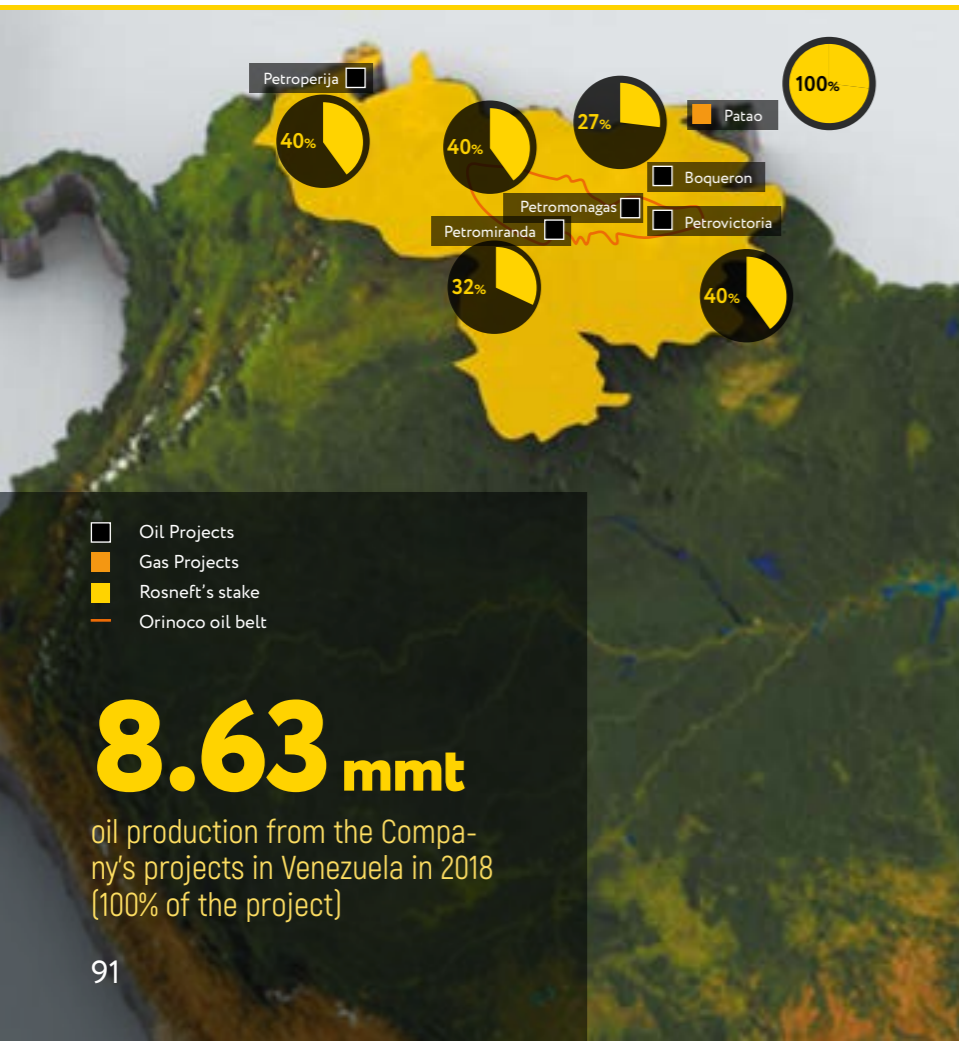 Petroperija
100%
Patao
27%
40%
40%
Boqueron
Petromonagas
Petrovictoria
Petromiranda
32%
40%
Oil Projects
Gas Projects
Rosneft's stake
Orinoco oil belt
8.63 mmt
oil production from the Compa-
ny's projects in Venezuela in 2018
(100% of the project)
91